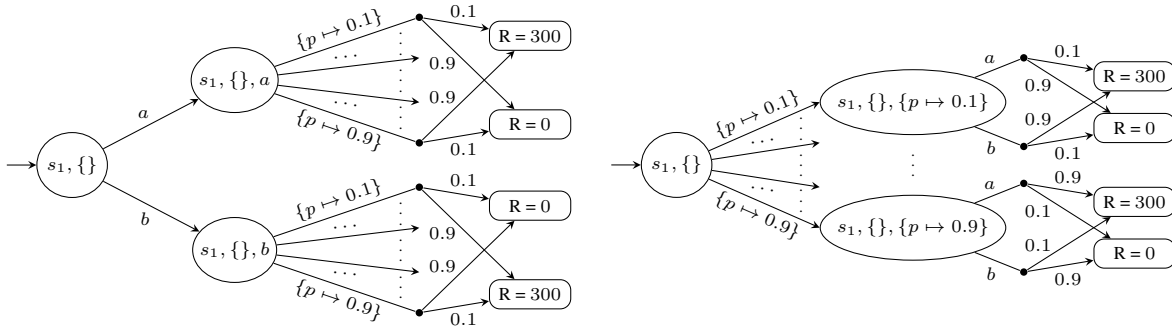 {p ↦ 0.1}
0.1
R = 300
...
s₁, {}, a
0.9
0.9
...
R = 0
{p ↦ 0.9}
0.1
a
s₁, {}
b
{p ↦ 0.1}
0.1
R = 0
...
s₁, {}, b
0.9
0.9
...
R = 300
{p ↦ 0.9}
0.1
s₁, {}
{p ↦ 0.1}
...
...
{p ↦ 0.9}
s₁, {}, {p ↦ 0.1}
a
0.1
R = 300
0.9
0.9
R = 0
b
0.1
⋮
s₁, {}, {p ↦ 0.9}
a
0.9
R = 300
0.1
0.1
R = 0
b
0.9